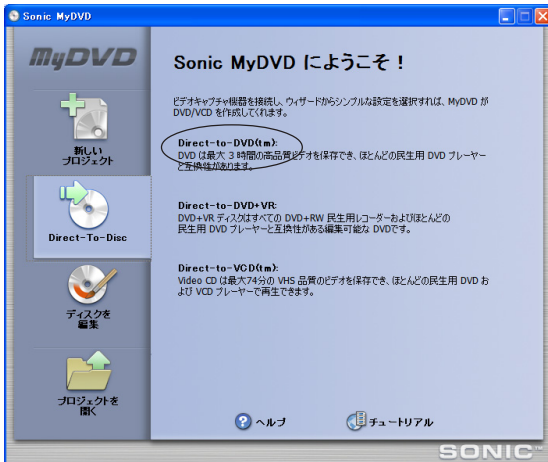 Sonic MyDVD
MyDVD
新しい
プロジェクト
Direct-To-Disc
ディスクを
編集
プロジェクトを
開く
Sonic MyDVD にようこそ！
ビデオキャプチャ機器を接続し、ウィザードからシンプルな設定を選択すれば、MyDVD が
DVD/VCD を作成してくれます。
Direct-to-DVD(tm):
DVD は最大 3 時間の高品質ビデオを保存でき、ほとんどの民生用 DVD プレーヤー
と互換性があります。
Direct-to-DVD+VR:
DVD+VR ディスクはすべての DVD+RW 民生用レコーダーおよびほとんどの
民生用 DVD プレーヤーと互換性がある編集可能な DVDです。
Direct-to-VCD(tm):
Video CD は最大74分の VHS 品質のビデオを保存でき、ほとんどの民生用 DVD お
よび VCD プレーヤーで再生できます。
ヘルプ
チュートリアル
SONIC™